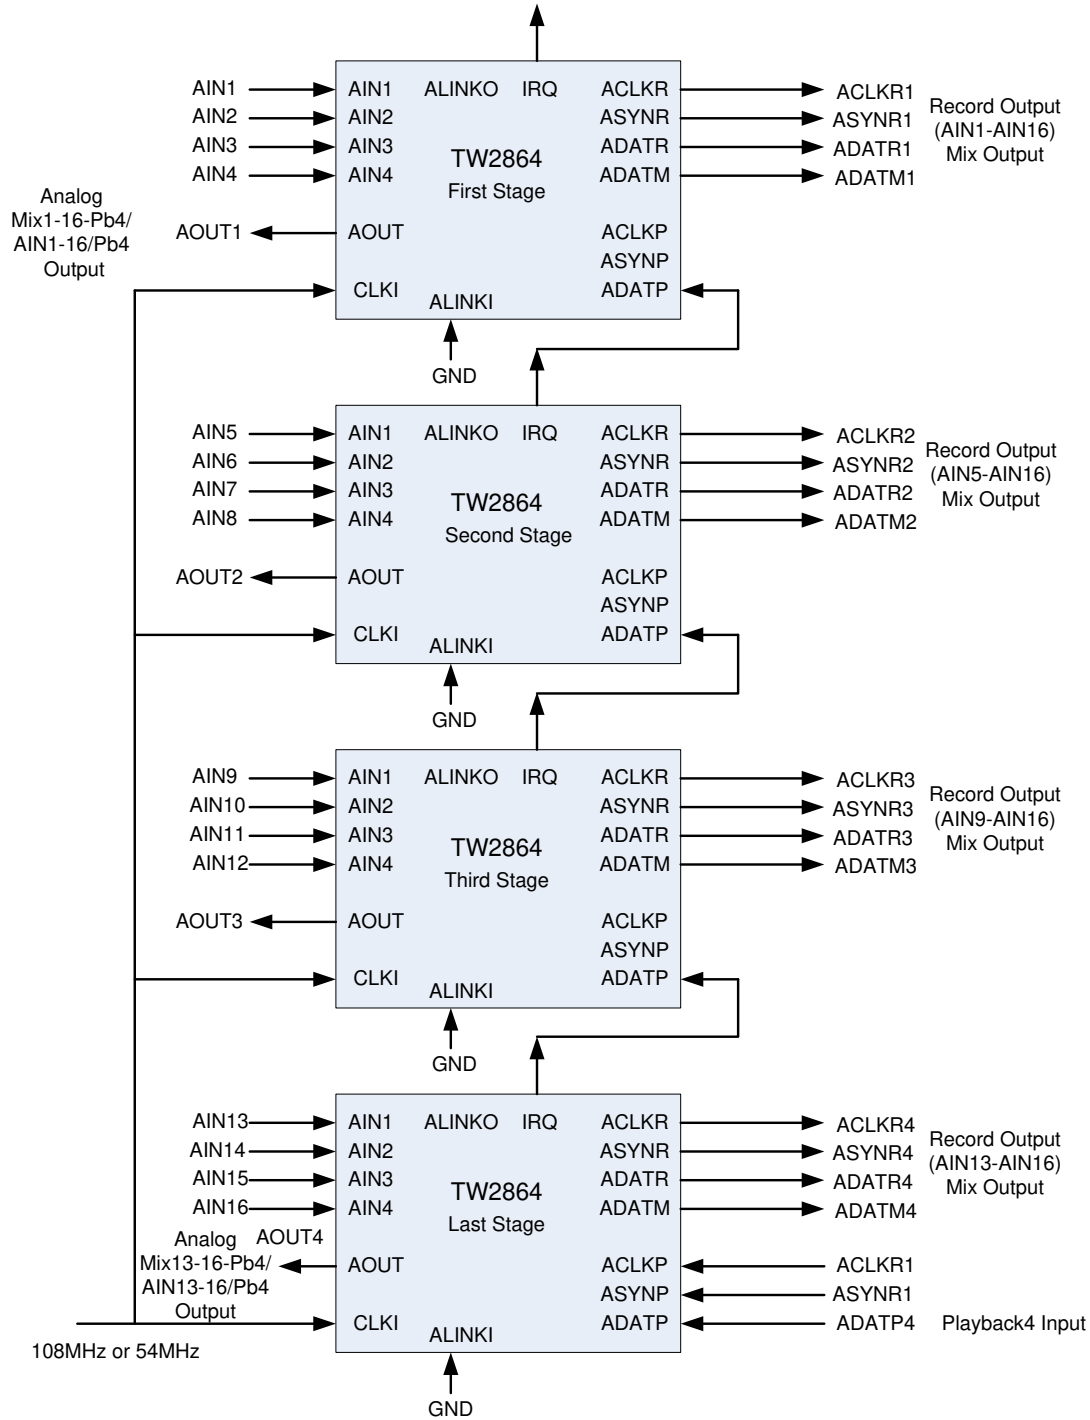 AIN1 AIN1 ALINKO IRQ ACLKR ACLKR1
AIN2 AIN2 ASYNR ASYNR1
AIN3 AIN3 ADATR ADATR1
AIN4 AIN4 ADATM ADATM1
Record Output
(AIN1-AIN16)
Mix Output
TW2864
First Stage
Analog
Mix1-16-Pb4/
AIN1-16/Pb4
Output
AOUT1 AOUT ACLKP
ASYNP
CLKI ALINKI ADATP
GND
AIN5 AIN1 ALINKO IRQ ACLKR ACLKR2
AIN6 AIN2 ASYNR ASYNR2
AIN7 AIN3 ADATR ADATR2
AIN8 AIN4 ADATM ADATM2
Record Output
(AIN5-AIN16)
Mix Output
TW2864
Second Stage
AOUT2 AOUT ACLKP
ASYNP
CLKI ALINKI ADATP
GND
AIN9 AIN1 ALINKO IRQ ACLKR ACLKR3
AIN10 AIN2 ASYNR ASYNR3
AIN11 AIN3 ADATR ADATR3
AIN12 AIN4 ADATM ADATM3
Record Output
(AIN9-AIN16)
Mix Output
TW2864
Third Stage
AOUT3 AOUT ACLKP
ASYNP
CLKI ALINKI ADATP
GND
AIN13 AIN1 ALINKO IRQ ACLKR ACLKR4
AIN14 AIN2 ASYNR ASYNR4
AIN15 AIN3 ADATR ADATR4
AIN16 AIN4 ADATM ADATM4
Record Output
(AIN13-AIN16)
Mix Output
TW2864
Last Stage
AOUT4
Analog
Mix13-16-Pb4/
AIN13-16/Pb4
Output
AOUT ACLKP ACLKR1
ASYNP ASYNR1
CLKI ALINKI ADATP ADATP4 Playback4 Input
108MHz or 54MHz
GND